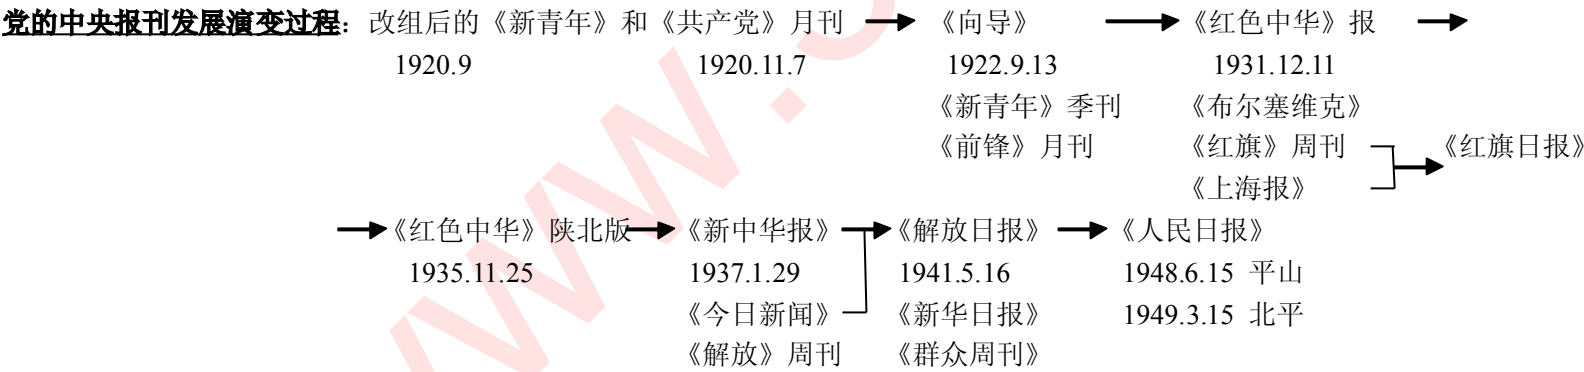 党的中央报刊发展演变过程：改组后的《新青年》和《共产党》月刊 《向导》 《红色中华》报
1920.9 1920.11.7 1922.9.13 1931.12.11
《新青年》季刊 《布尔塞维克》
《前锋》月刊 《红旗》周刊 《红旗日报》
《上海报》
《红色中华》陕北版 《新中华报》 《解放日报》 《人民日报》
1935.11.25 1937.1.29 1941.5.16 1948.6.15 平山
《今日新闻》 《新华日报》 1949.3.15 北平
《解放》周刊 《群众周刊》